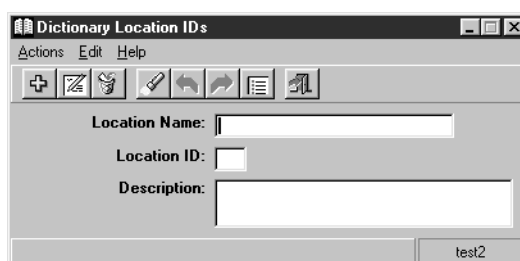 Dictionary Location IDs
Actions Edit Help
Location Name:
Location ID:
Description:
test2